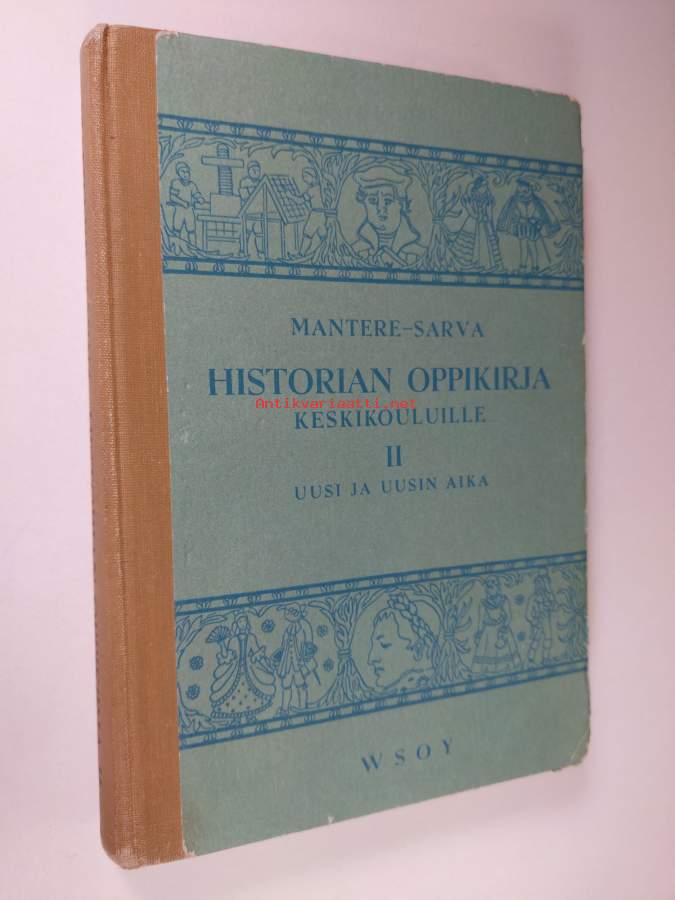 MANTERE–SARVA
HISTORIAN OPPIKIRJA
Antikvariaatti.net
KESKIKOULUILLE
II
UUSI JA UUSIN AIKA
WSOY